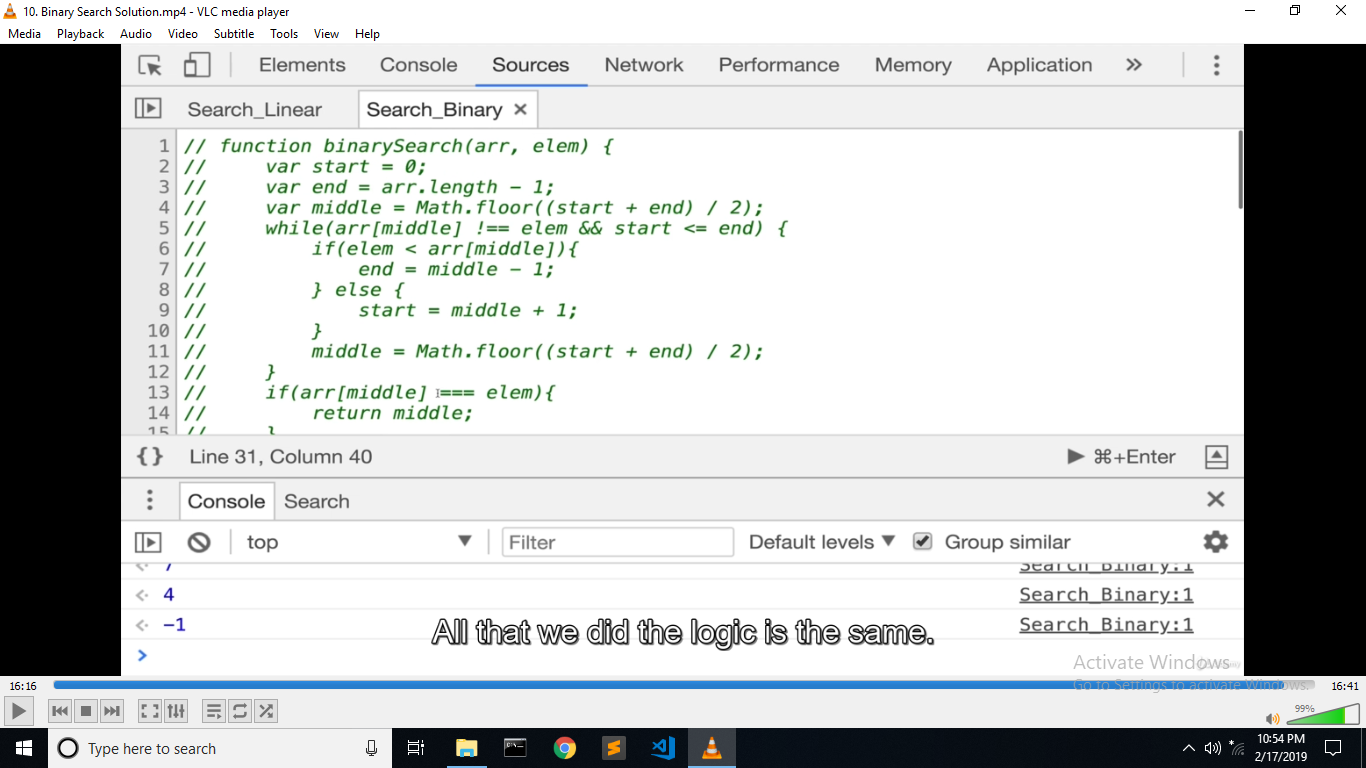 10. Binary Search Solution.mp4 - VLC media player
Media Playback Audio Video Subtitle Tools View Help
Elements Console Sources Network Performance Memory Application »
Search_Linear Search_Binary ×
1 // function binarySearch(arr, elem) {
2 // var start = 0;
3 // var end = arr.length - 1;
4 // var middle = Math.floor((start + end) / 2);
5 // while(arr[middle] !== elem && start <= end) {
6 // if(elem < arr[middle]){
7 // end = middle - 1;
8 // } else {
9 // start = middle + 1;
10 // }
11 // middle = Math.floor((start + end) / 2);
12 // }
13 // if(arr[middle] === elem){
14 // return middle;
15 // }
{} Line 31, Column 40 ⌘+Enter
Console Search
top Filter Default levels Group similar
7 Search_Binary:1
4 Search_Binary:1
-1 Search_Binary:1
All that we did the logic is the same.
>
Activate Windows
Go to Settings to activate Windows.
16:16 16:41
99%
Type here to search
10:54 PM
2/17/2019